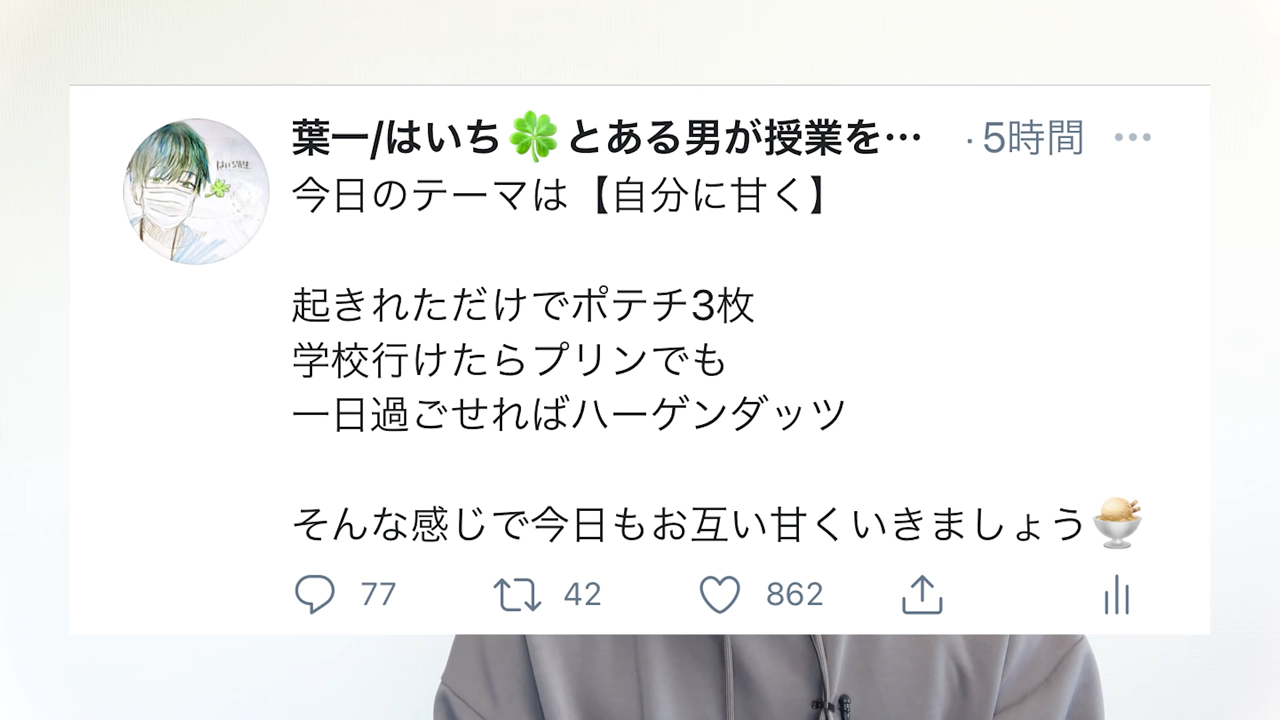 葉一/はいち🍀とある男が授業を… ・5時間
今日のテーマは【自分に甘く】
起きれただけでポテチ3枚
学校行けたらプリンでも
一日過ごせればハーゲンダッツ
そんな感じで今日もお互い甘くいきましょう🍨
77 42 862